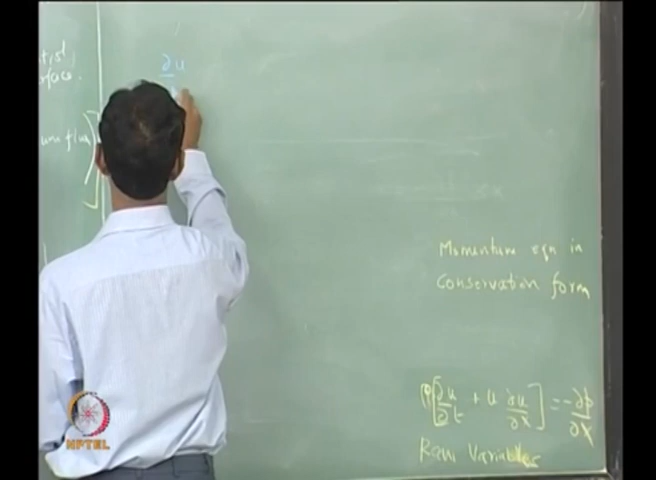 ∂u
Momentum eqn in
Conservation form
ρ[∂u/∂t + u ∂u/∂x] = -∂p/∂x
Raw Variables
NPTEL